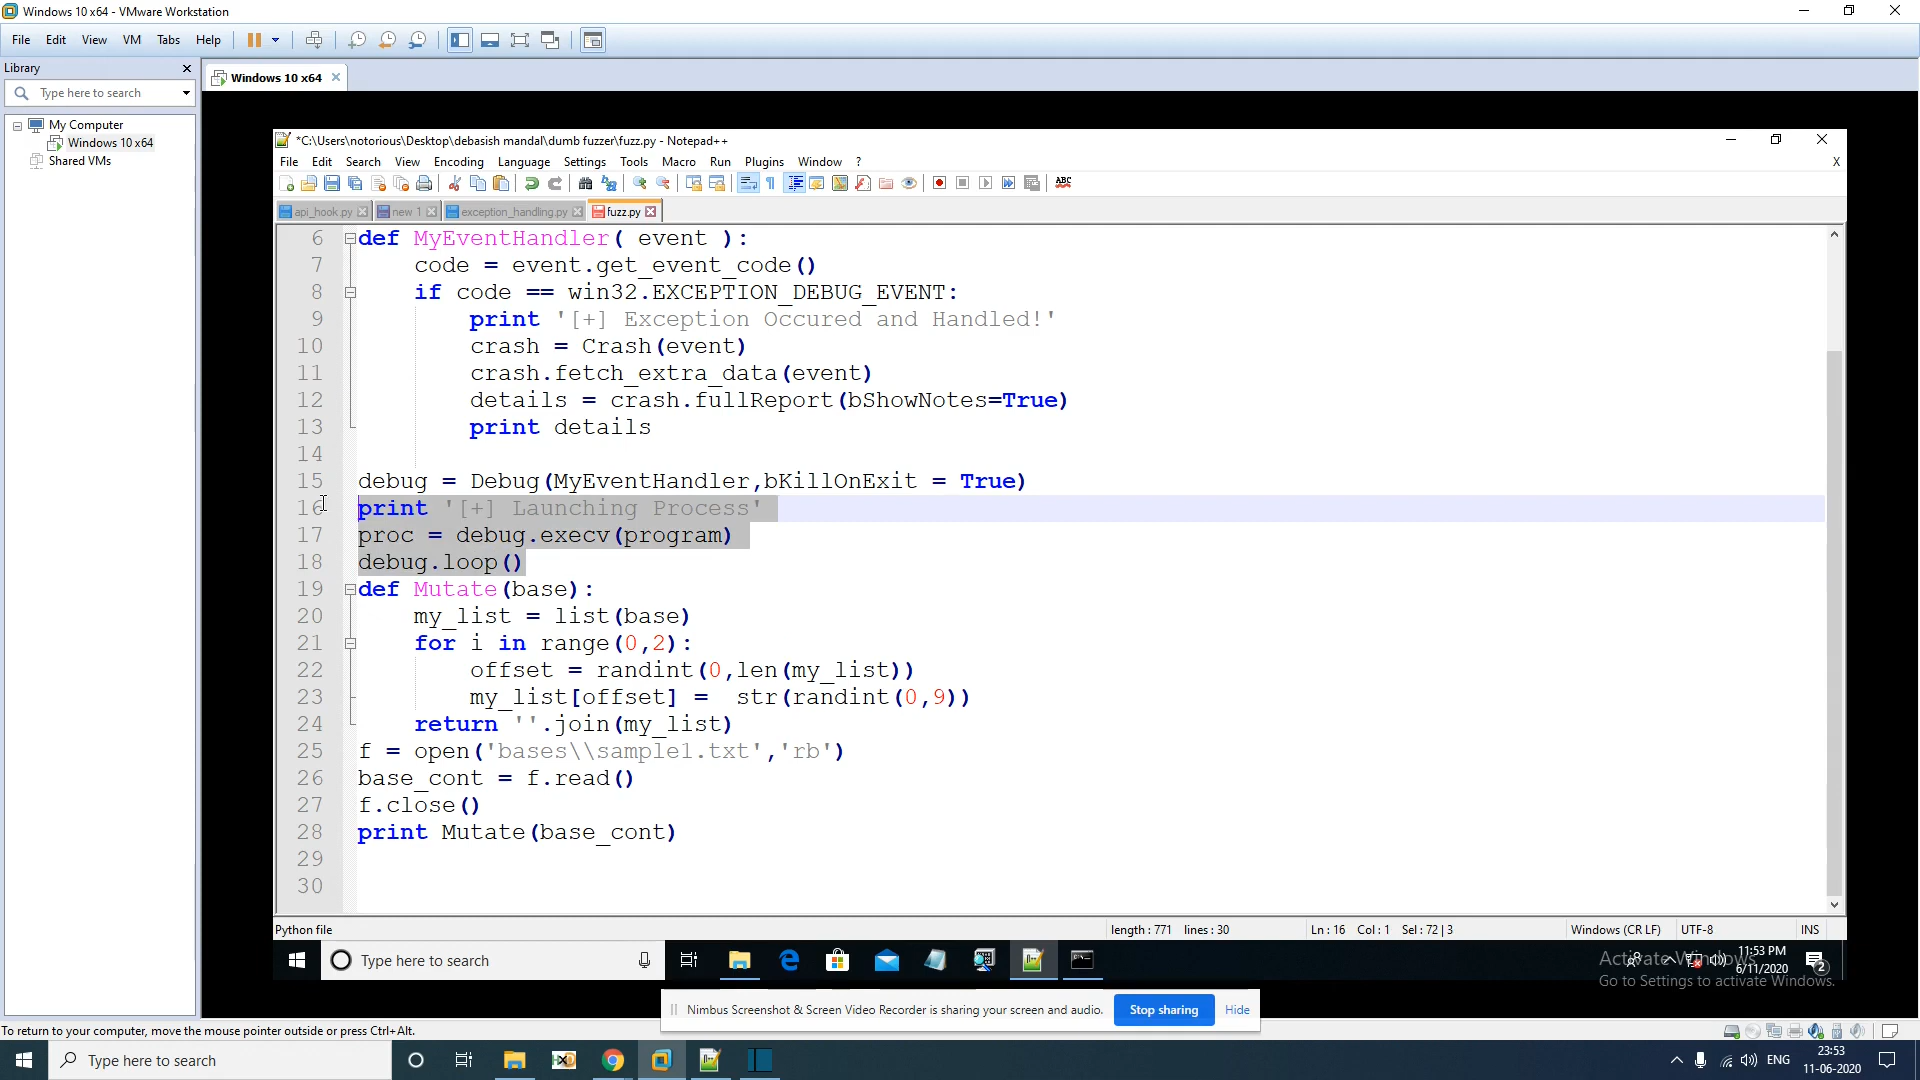 Windows 10 x64 - VMware Workstation
File Edit View VM Tabs Help
Library
Type here to search
My Computer
Windows 10 x64
Shared VMs
Windows 10 x64
*C:\Users\notorious\Desktop\debasish mandal\dumb fuzzer\fuzz.py - Notepad++
File Edit Search View Encoding Language Settings Tools Macro Run Plugins Window ? X
api_hook.py new 1 exception_handling.py fuzz.py
6 def MyEventHandler( event ):
7 code = event.get_event_code()
8 if code == win32.EXCEPTION_DEBUG_EVENT:
9 print '[+] Exception Occured and Handled!'
10 crash = Crash(event)
11 crash.fetch_extra_data(event)
12 details = crash.fullReport(bShowNotes=True)
13 print details
14
15 debug = Debug(MyEventHandler,bKillOnExit = True)
16 print '[+] Launching Process'
17 proc = debug.execv(program)
18 debug.loop()
19 def Mutate(base):
20 my_list = list(base)
21 for i in range(0,2):
22 offset = randint(0,len(my_list))
23 my_list[offset] =  str(randint(0,9))
24 return ''.join(my_list)
25 f = open('bases\\sample1.txt','rb')
26 base_cont = f.read()
27 f.close()
28 print Mutate(base_cont)
29
30
Python file length : 771 lines : 30 Ln : 16 Col : 1 Sel : 72 | 3 Windows (CR LF) UTF-8 INS
Type here to search
11:53 PM
6/11/2020
2
Activate Windows
Go to Settings to activate Windows.
Nimbus Screenshot & Screen Video Recorder is sharing your screen and audio. Stop sharing Hide
To return to your computer, move the mouse pointer outside or press Ctrl+Alt.
Type here to search
ENG
23:53
11-06-2020